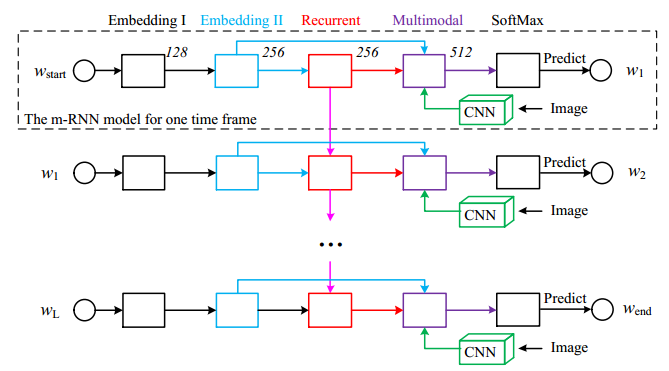 Embedding I Embedding II Recurrent Multimodal SoftMax
128 256 256 512
w_start Predict w_1
CNN Image
The m-RNN model for one time frame
w_1 Predict w_2
CNN Image
...
w_L Predict w_end
CNN Image